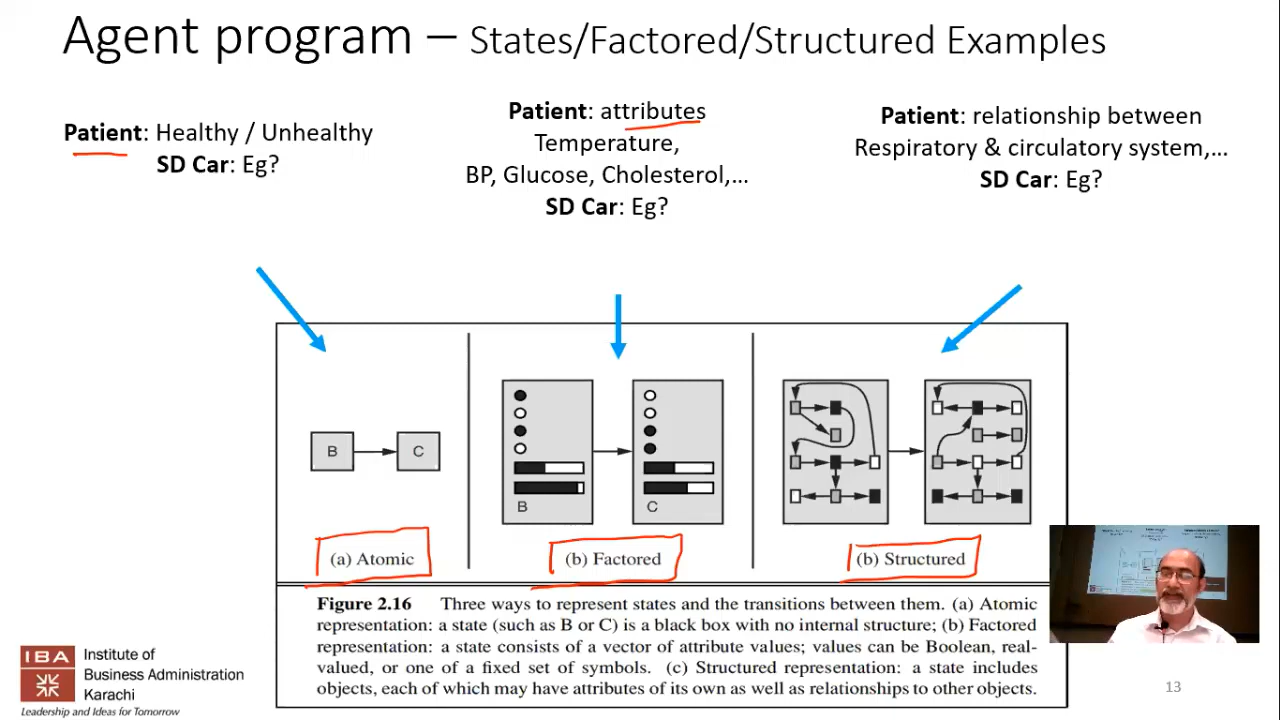 Agent program – States/Factored/Structured Examples
Patient: Healthy / Unhealthy
SD Car: Eg?
Patient: attributes
Temperature,
BP, Glucose, Cholesterol,...
SD Car: Eg?
Patient: relationship between
Respiratory & circulatory system,...
SD Car: Eg?
B
C
B
C
(a) Atomic
(b) Factored
(b) Structured
Figure 2.16 Three ways to represent states and the transitions between them. (a) Atomic
representation: a state (such as B or C) is a black box with no internal structure; (b) Factored
representation: a state consists of a vector of attribute values; values can be Boolean, real-
valued, or one of a fixed set of symbols. (c) Structured representation: a state includes
objects, each of which may have attributes of its own as well as relationships to other objects.
IBA
Institute of
Business Administration
Karachi
Leadership and Ideas for Tomorrow
13